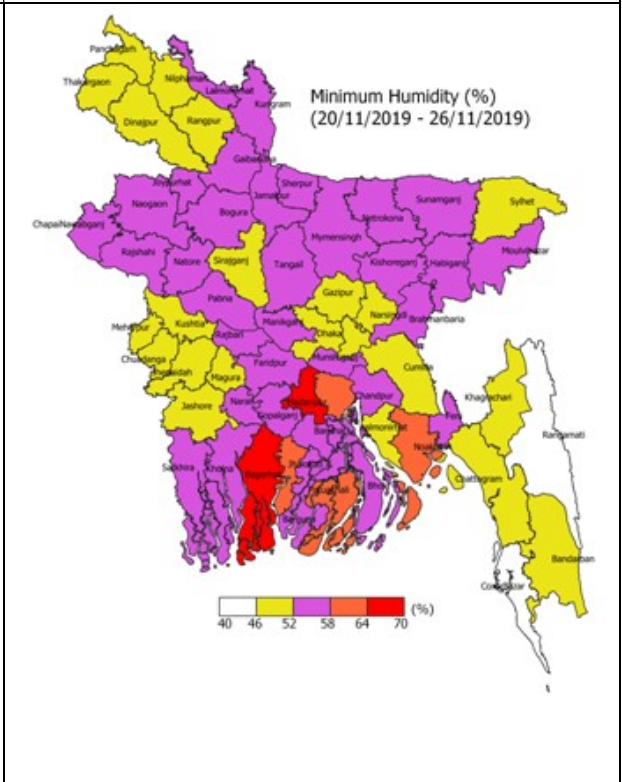 Panchagarh
Thakurgaon
Nilphamari
Lalmonirhat
Kurigram
Dinajpur
Rangpur
Minimum Humidity (%)
(20/11/2019 - 26/11/2019)
Gaibandha
Joypurhat
Sherpur
Naogaon
Jamalpur
Bogura
Netrokona
Sunamganj
Sylhet
ChapaiNawabganj
Mymensingh
Rajshahi
Natore
Sirajganj
Tangail
Kishoreganj
Habiganj
Moulvibazar
Pabna
Gazipur
Narsingdi
Meherpur
Kushtia
Rajbari
Manikganj
Dhaka
Brahmanbaria
Chuadanga
Jhenaidah
Magura
Faridpur
Munshiganj
Cumilla
Jashore
Narail
Gopalganj
Madaripur
Chandpur
Khagrachari
Feni
Rangamati
Satkhira
Khulna
Bagerhat
Noakhali
Chattogram
Bhola
Bandarban
40 46 52 58 64 70 (%)